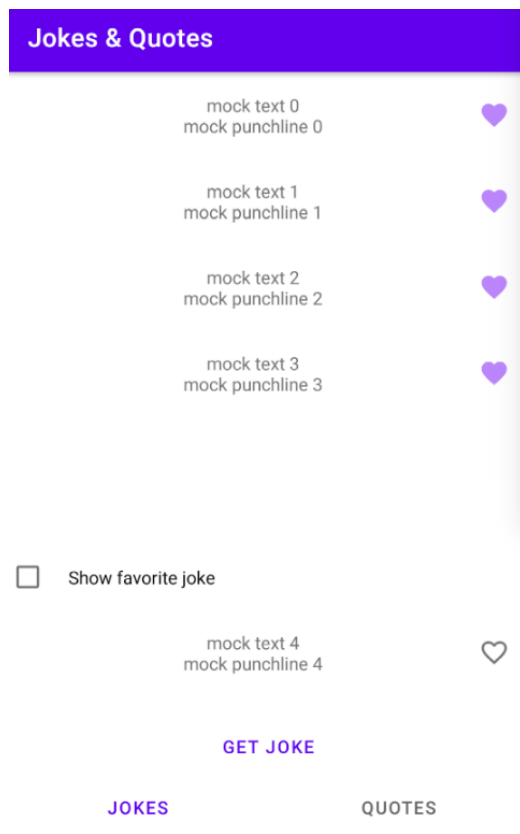 Jokes & Quotes
mock text 0
mock punchline 0
mock text 1
mock punchline 1
mock text 2
mock punchline 2
mock text 3
mock punchline 3
Show favorite joke
mock text 4
mock punchline 4
GET JOKE
JOKES
QUOTES